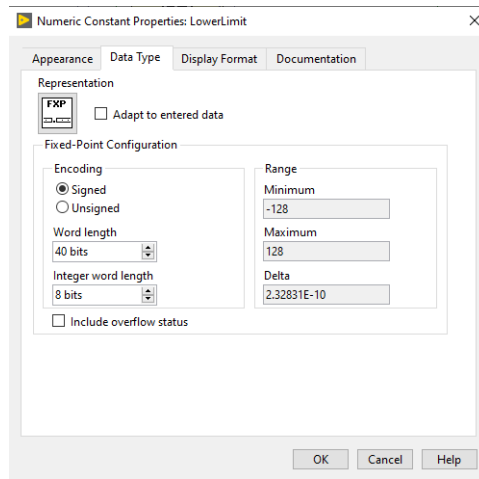 Numeric Constant Properties: LowerLimit
Appearance Data Type Display Format Documentation
Representation
FXP
Adapt to entered data
Fixed-Point Configuration
Encoding
Signed
Unsigned
Word length
40 bits
Integer word length
8 bits
Include overflow status
Range
Minimum
-128
Maximum
128
Delta
2.32831E-10
OK Cancel Help